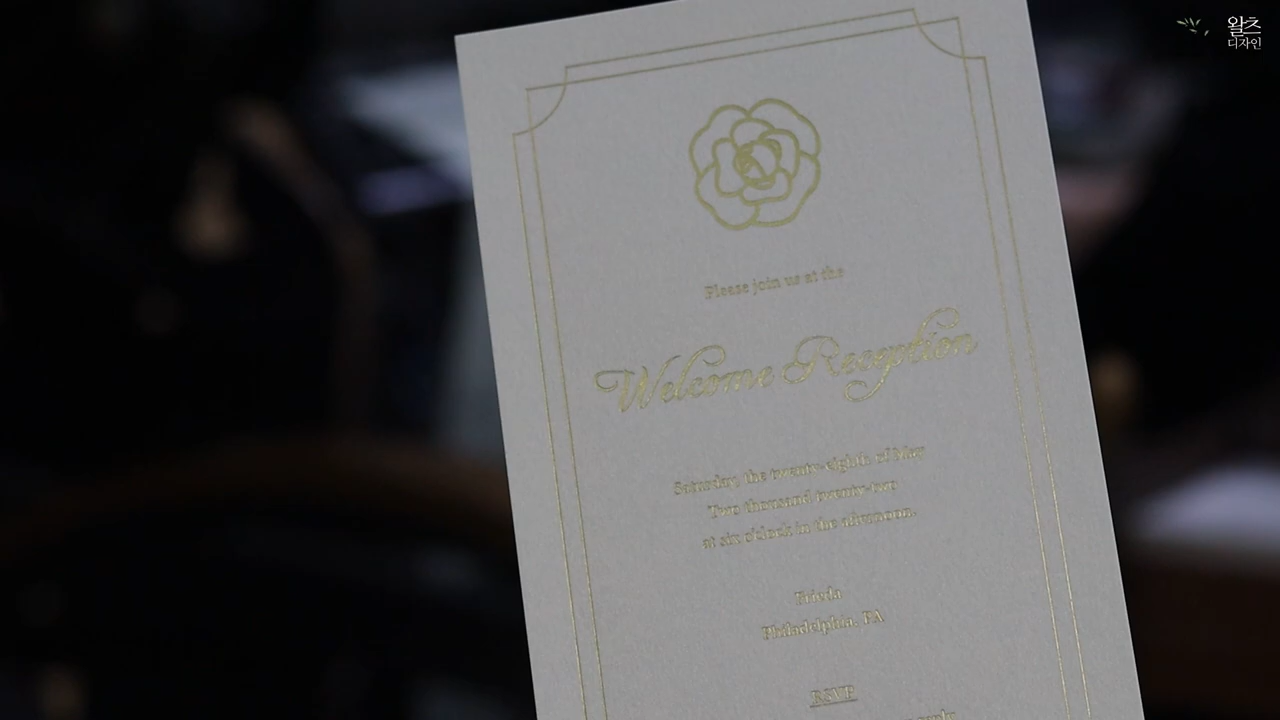 왈츠
디자인
Please join us at the
Welcome Reception
Saturday, the twenty-eighth of May
Two thousand twenty-two
at six o'clock in the afternoon.
Frieda
Philadelphia, PA
RSVP